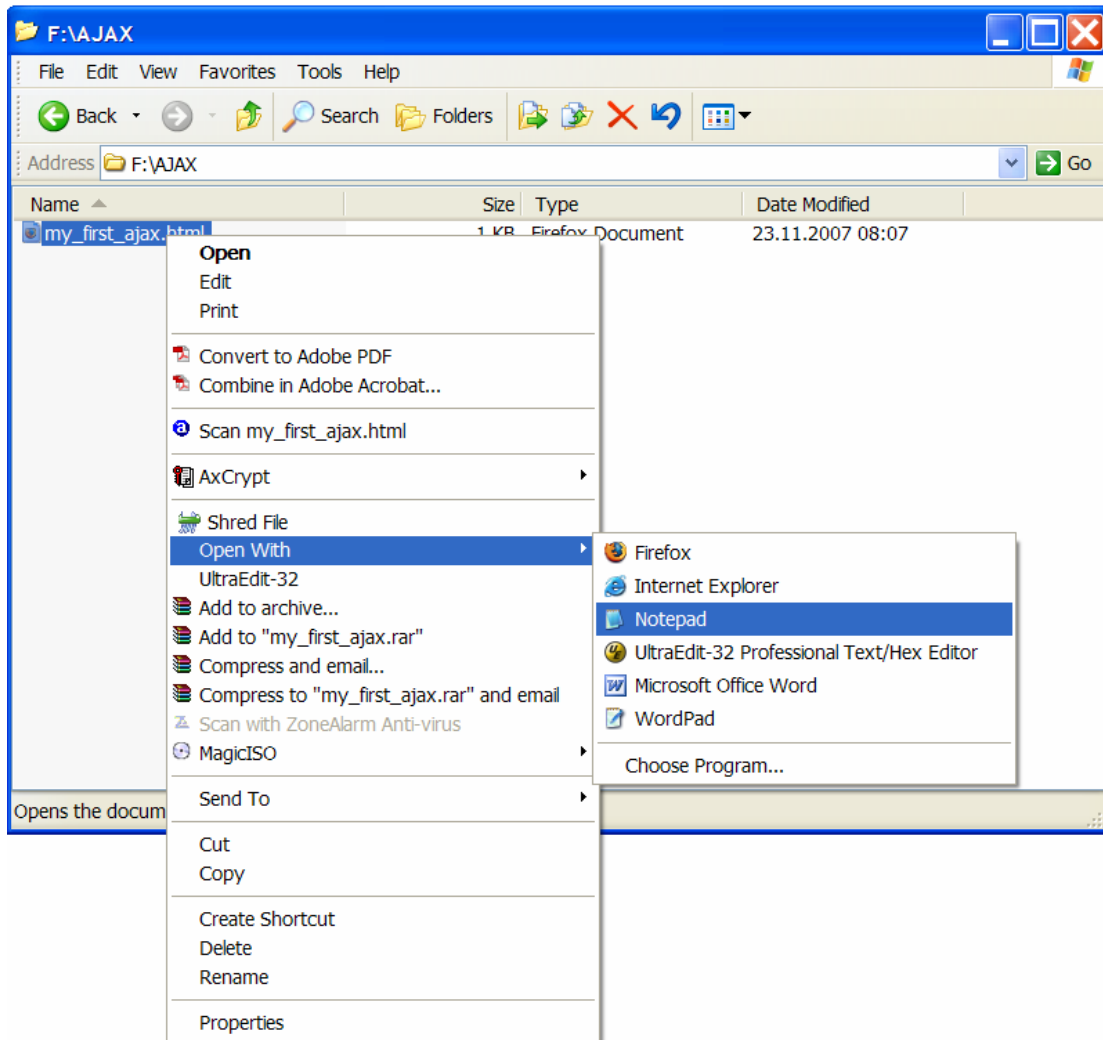 F:\AJAX
File Edit View Favorites Tools Help
Back Search Folders
Address F:\AJAX Go
Name Size Type Date Modified
my_first_ajax.html 1 KB Firefox Document 23.11.2007 08:07
Open
Edit
Print
Convert to Adobe PDF
Combine in Adobe Acrobat...
Scan my_first_ajax.html
AxCrypt
Shred File
Open With
UltraEdit-32
Add to archive...
Add to "my_first_ajax.rar"
Compress and email...
Compress to "my_first_ajax.rar" and email
Scan with ZoneAlarm Anti-virus
MagicISO
Send To
Cut
Copy
Create Shortcut
Delete
Rename
Properties
Firefox
Internet Explorer
Notepad
UltraEdit-32 Professional Text/Hex Editor
Microsoft Office Word
WordPad
Choose Program...
Opens the docum